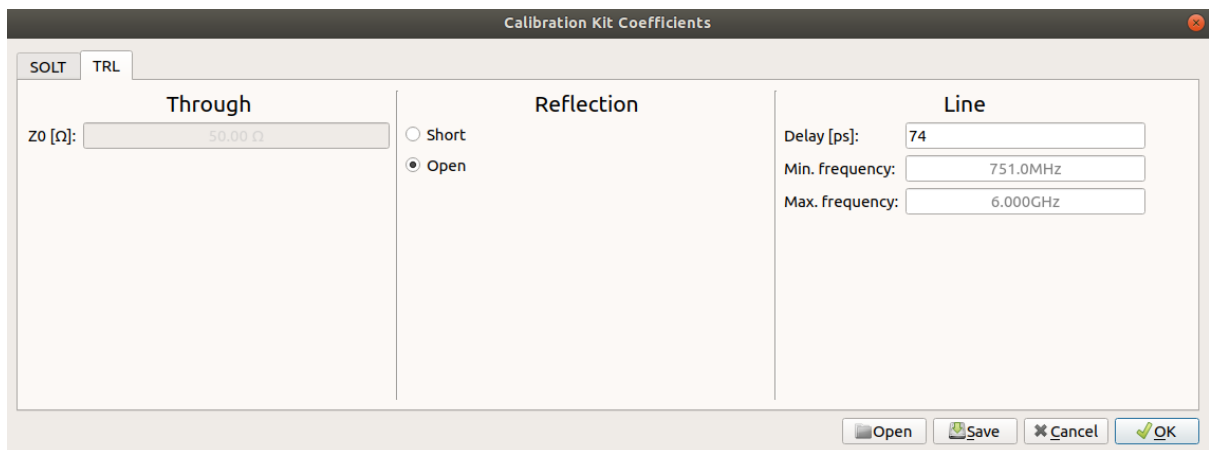 Calibration Kit Coefficients
SOLT
TRL
Through
Z0 [Ω]:
50.00 Ω
Reflection
Short
Open
Line
Delay [ps]:
74
Min. frequency:
751.0MHz
Max. frequency:
6.000GHz
Open
Save
Cancel
OK